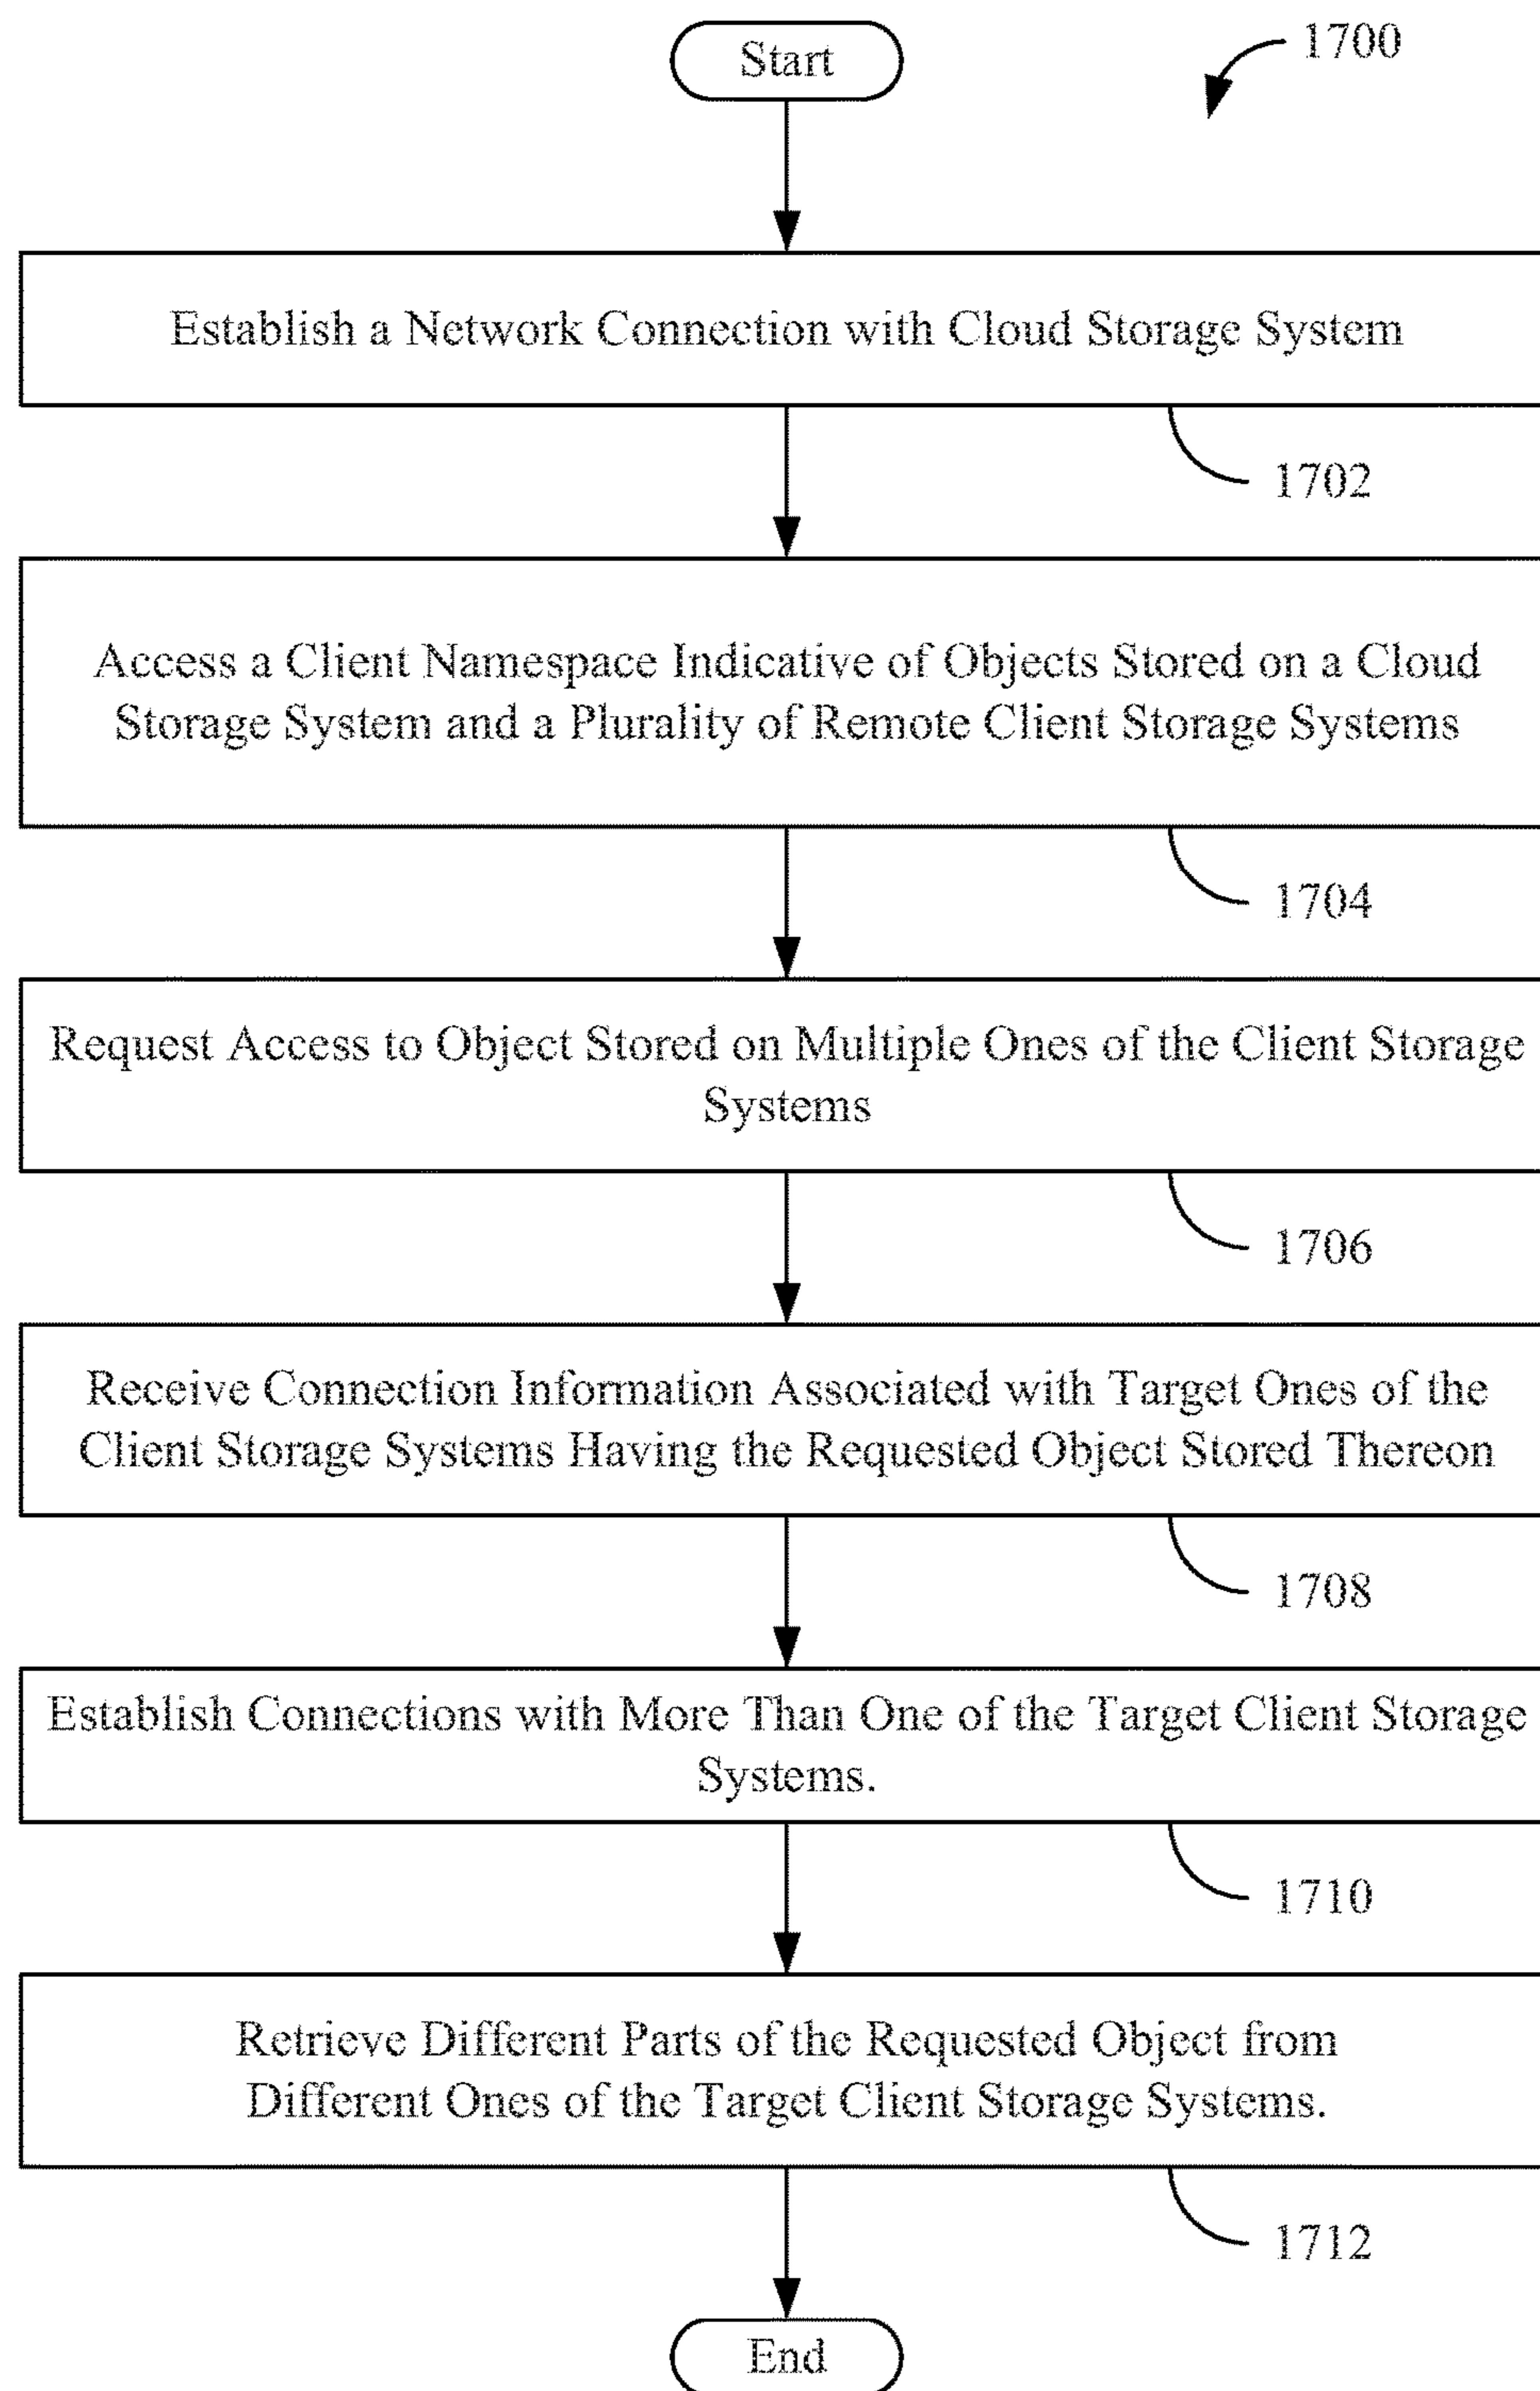 Start
1700
Establish a Network Connection with Cloud Storage System
1702
Access a Client Namespace Indicative of Objects Stored on a Cloud
Storage System and a Plurality of Remote Client Storage Systems
1704
Request Access to Object Stored on Multiple Ones of the Client Storage
Systems
1706
Receive Connection Information Associated with Target Ones of the
Client Storage Systems Having the Requested Object Stored Thereon
1708
Establish Connections with More Than One of the Target Client Storage
Systems.
1710
Retrieve Different Parts of the Requested Object from
Different Ones of the Target Client Storage Systems.
1712
End